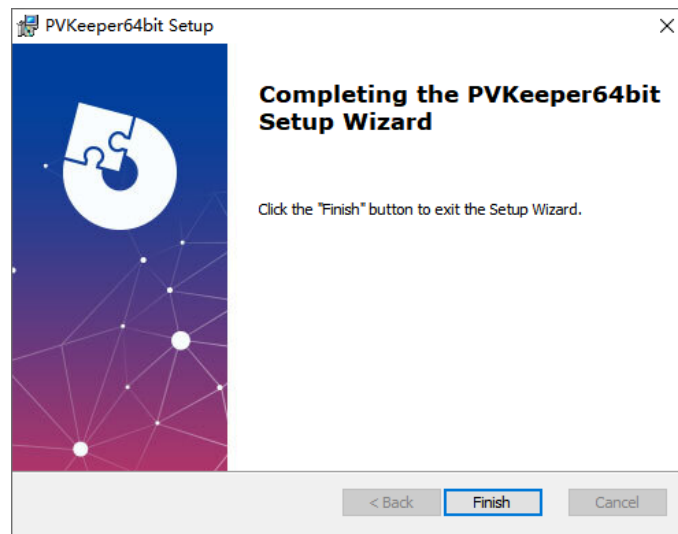 PVKeeper64bit Setup
Completing the PVKeeper64bit
Setup Wizard
Click the "Finish" button to exit the Setup Wizard.
< Back
Finish
Cancel